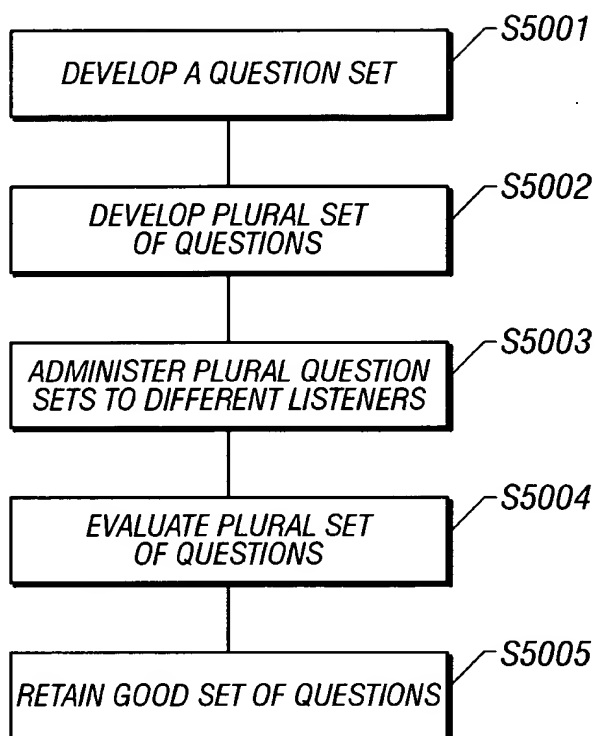 S5001
DEVELOP A QUESTION SET
S5002
DEVELOP PLURAL SET
OF QUESTIONS
S5003
ADMINISTER PLURAL QUESTION
SETS TO DIFFERENT LISTENERS
S5004
EVALUATE PLURAL SET
OF QUESTIONS
S5005
RETAIN GOOD SET OF QUESTIONS